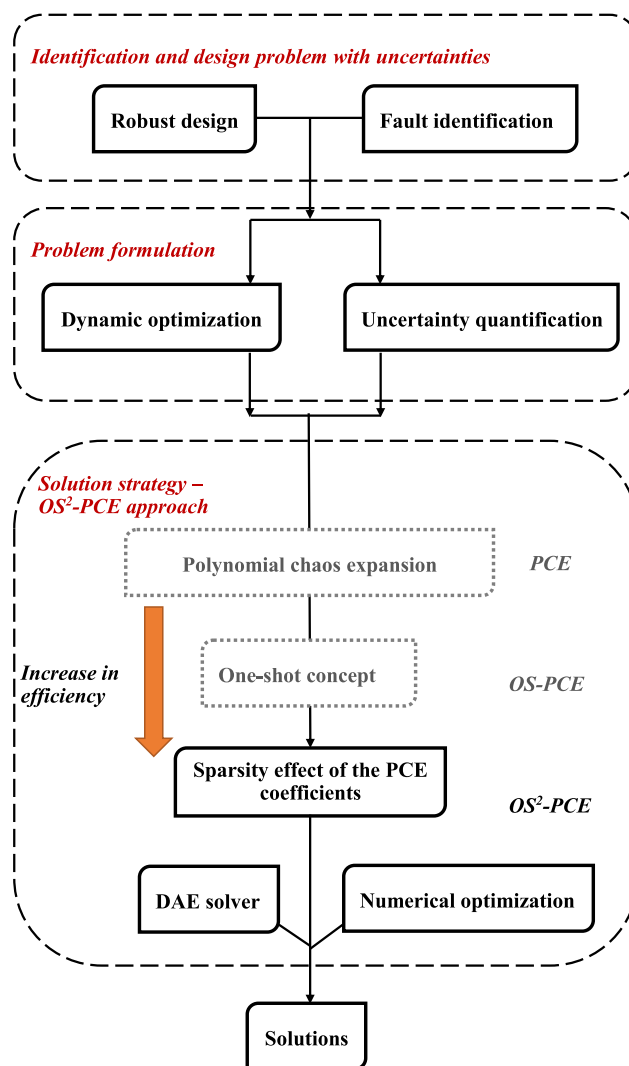 Identification and design problem with uncertainties
Robust design
Fault identification
Problem formulation
Dynamic optimization
Uncertainty quantification
Solution strategy –
OS²-PCE approach
Polynomial chaos expansion
PCE
Increase in
efficiency
One-shot concept
OS-PCE
Sparsity effect of the PCE
coefficients
OS²-PCE
DAE solver
Numerical optimization
Solutions